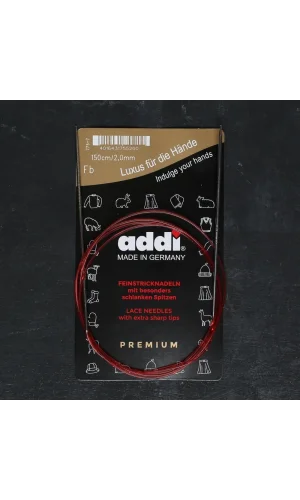 150cm/2,0mm
F.b
Luxus für die Hände
Indulge your hands
addi
MADE IN GERMANY
FEINSTRICKNADELN
mit besonders
schlanken Spitzen
LACE NEEDLES
with extra sharp tips
PREMIUM